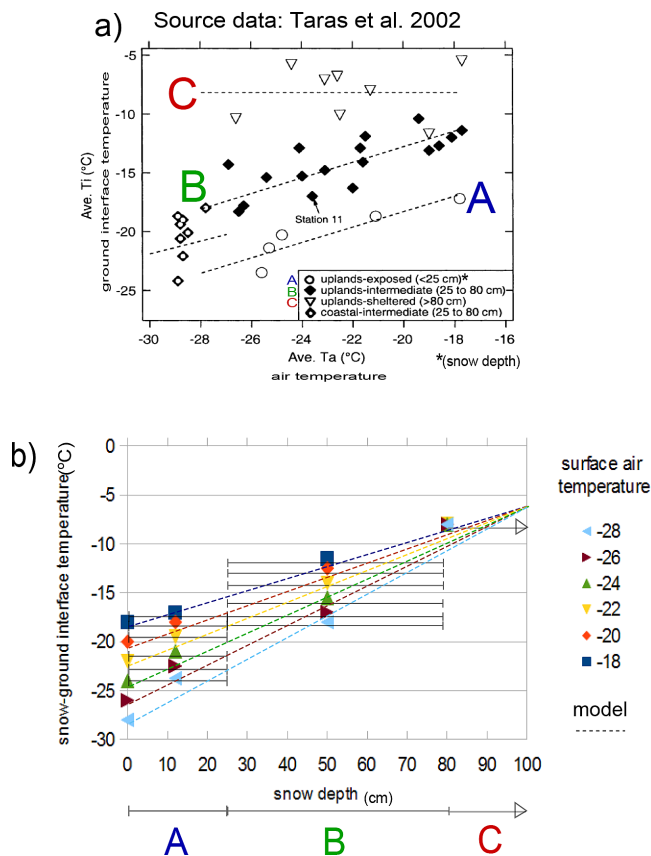 Source data: Taras et al. 2002
a)
Ave. Ti (°C)
ground interface temperature
-5
-10
-15
-20
-25
C
B
A
Station 11
A ○ uplands-exposed (<25 cm)*
B ◆ uplands-intermediate (25 to 80 cm)
C ▽ uplands-sheltered (>80 cm)
coastal-intermediate (25 to 80 cm)
-30 -28 -26 -24 -22 -20 -18 -16
Ave. Ta (°C)
air temperature
*(snow depth)
b)
snow-ground interface temperature(°C)
0
-5
-10
-15
-20
-25
-30
0 10 20 30 40 50 60 70 80 90 100
snow depth (cm)
A B C
surface air
temperature
-28
-26
-24
-22
-20
-18
model